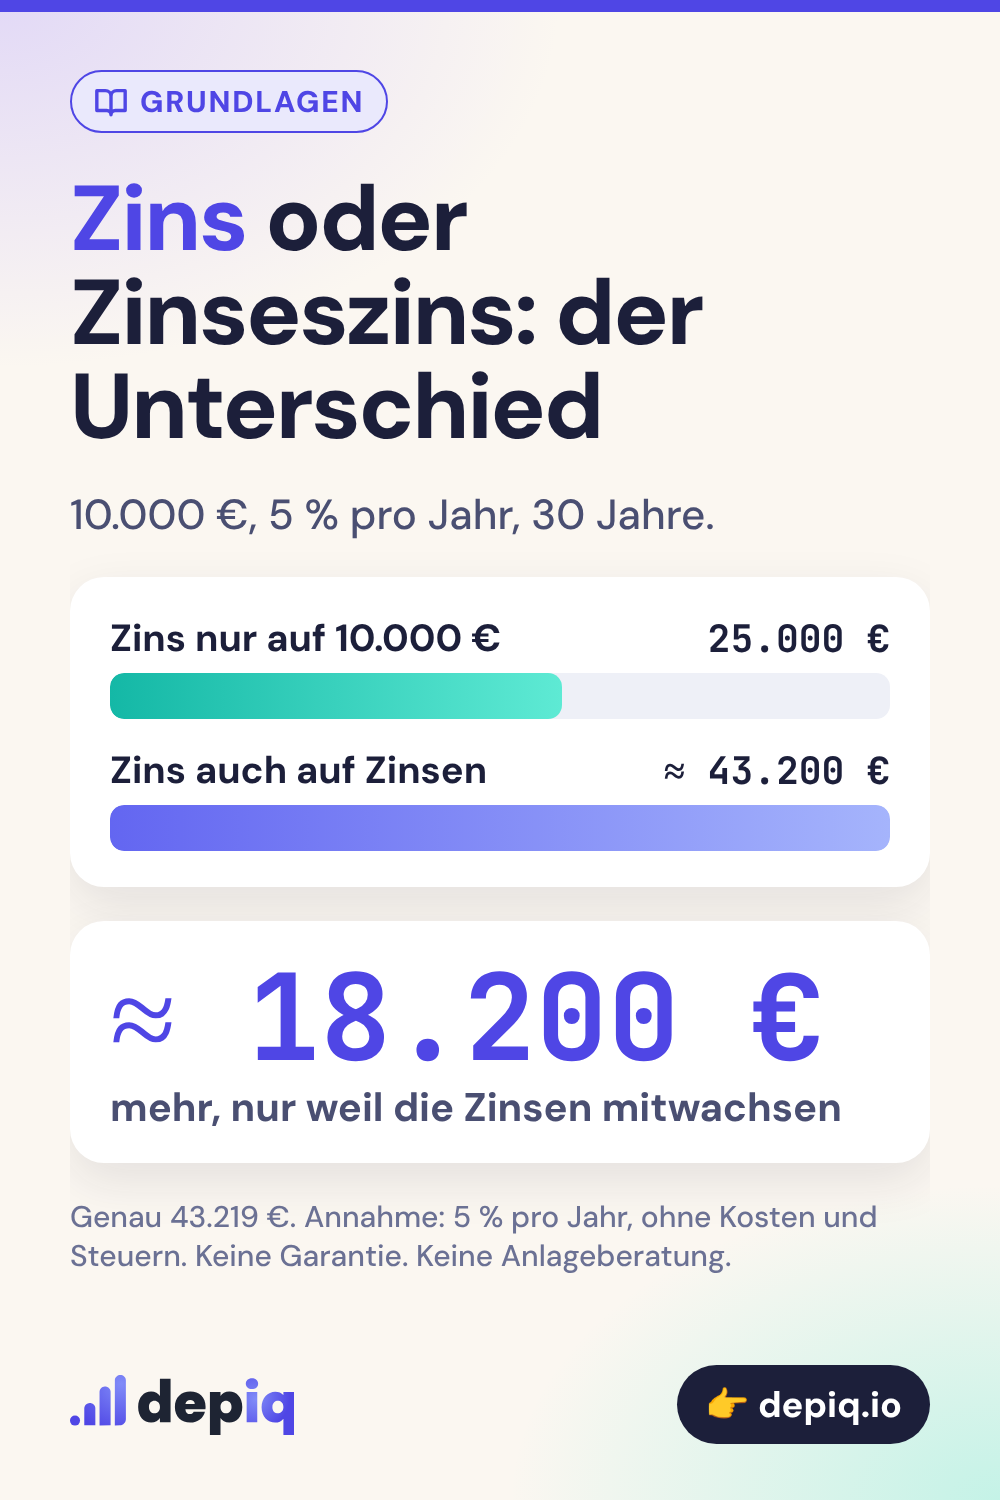 GRUNDLAGEN
Zins oder
Zinseszins: der
Unterschied
10.000 €, 5 % pro Jahr, 30 Jahre.
Zins nur auf 10.000 € 25.000 €
Zins auch auf Zinsen ≈ 43.200 €
≈ 18.200 €
mehr, nur weil die Zinsen mitwachsen
Genau 43.219 €. Annahme: 5 % pro Jahr, ohne Kosten und
Steuern. Keine Garantie. Keine Anlageberatung.
depiq
👉 depiq.io